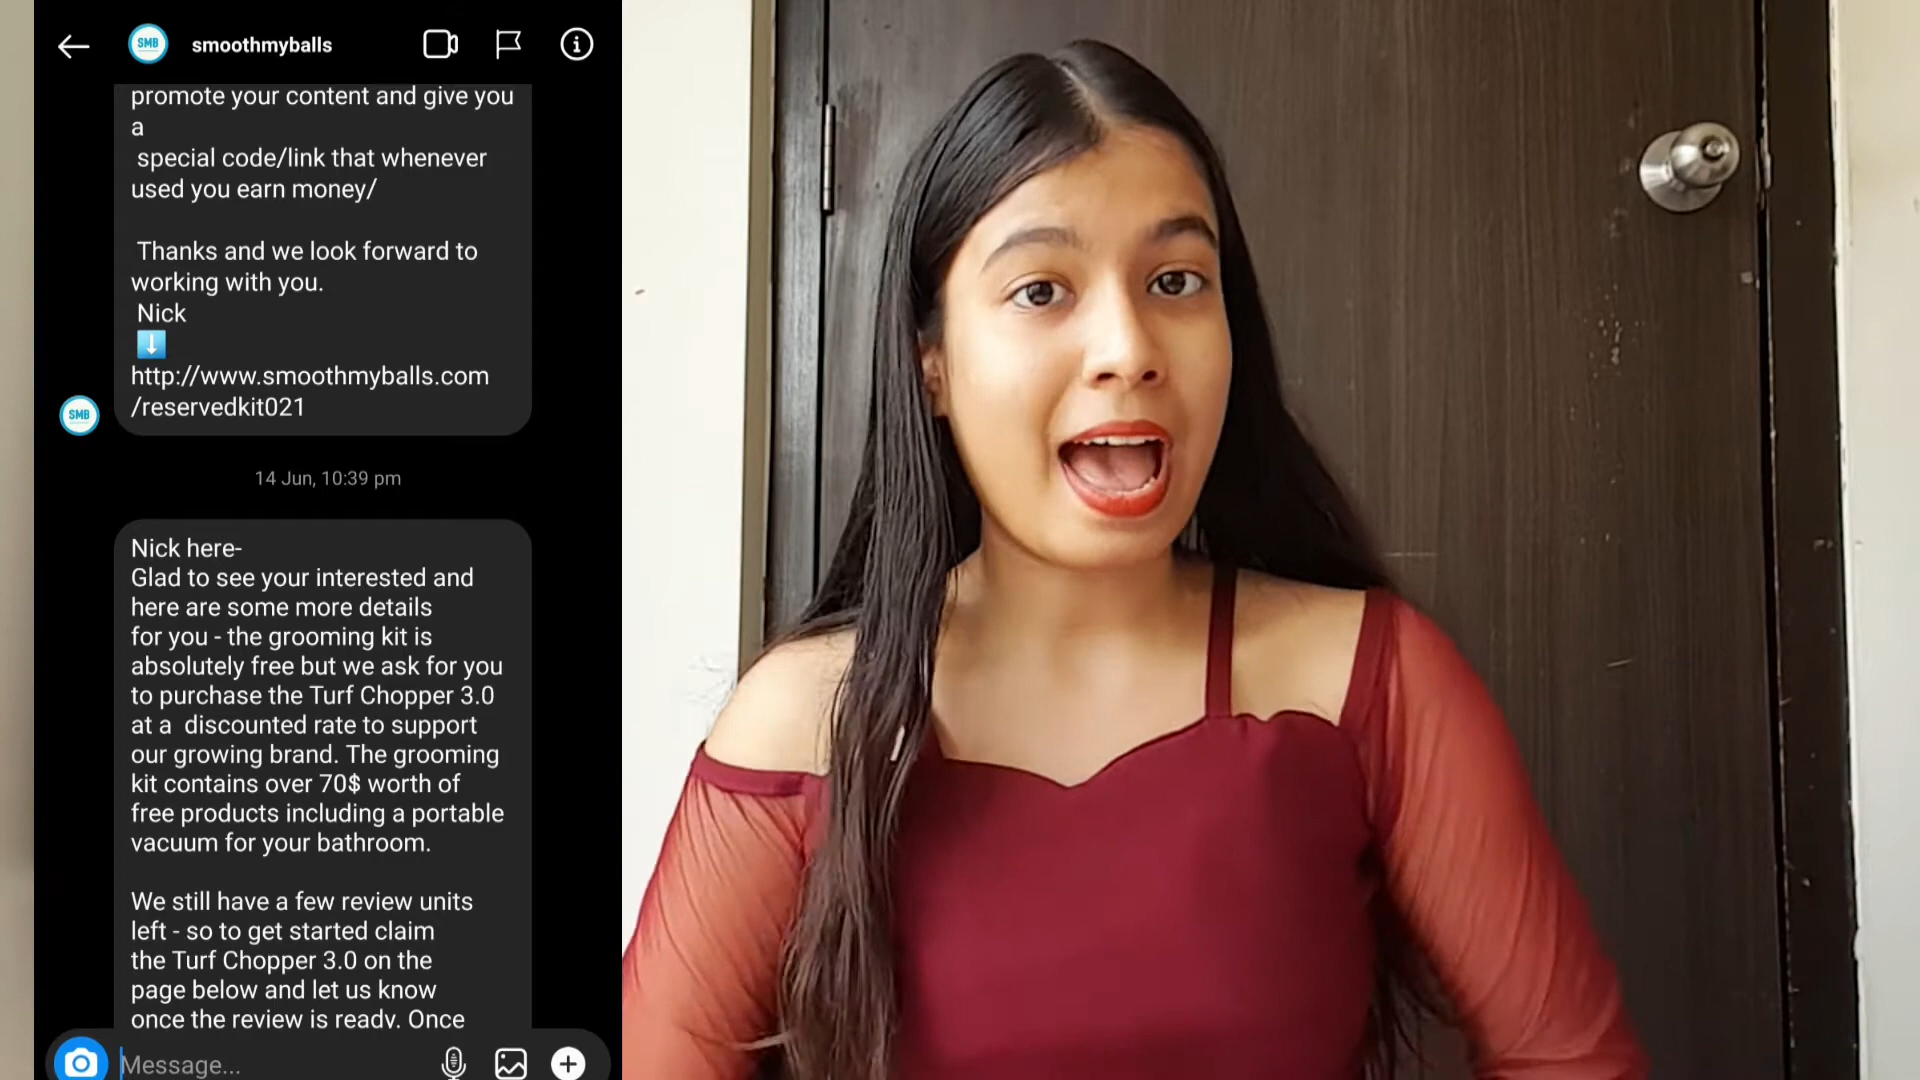 SMB
smoothmyballs
promote your content and give you
a
special code/link that whenever
used you earn money/
Thanks and we look forward to
working with you.
Nick
http://www.smoothmyballs.com
/reservedkit021
SMB
14 Jun, 10:39 pm
Nick here-
Glad to see your interested and
here are some more details
for you - the grooming kit is
absolutely free but we ask for you
to purchase the Turf Chopper 3.0
at a discounted rate to support
our growing brand. The grooming
kit contains over 70$ worth of
free products including a portable
vacuum for your bathroom.
We still have a few review units
left - so to get started claim
the Turf Chopper 3.0 on the
page below and let us know
once the review is ready. Once
Message...